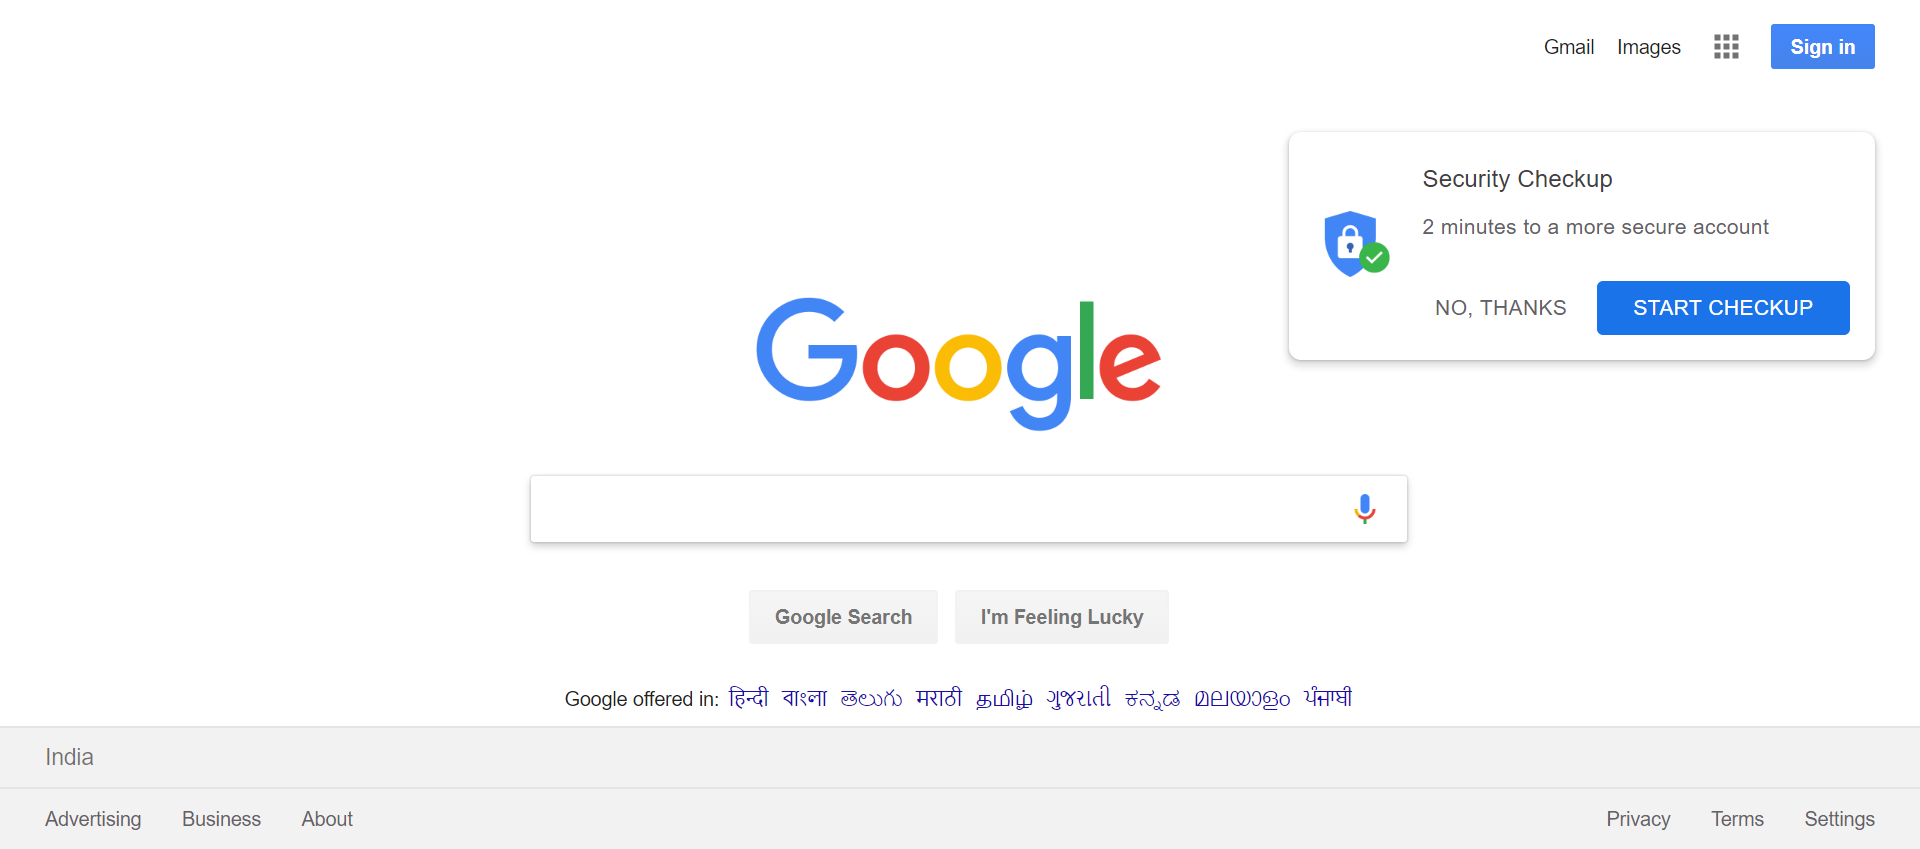 Gmail Images Sign in
Security Checkup
2 minutes to a more secure account
NO, THANKS START CHECKUP
Google
Google Search I'm Feeling Lucky
Google offered in: हिन्दी বাংলা తెలుగు मराठी தமிழ் ગુજરાતી ಕನ್ನಡ മലയാളം ਪੰਜਾਬੀ
India
Advertising Business About Privacy Terms Settings